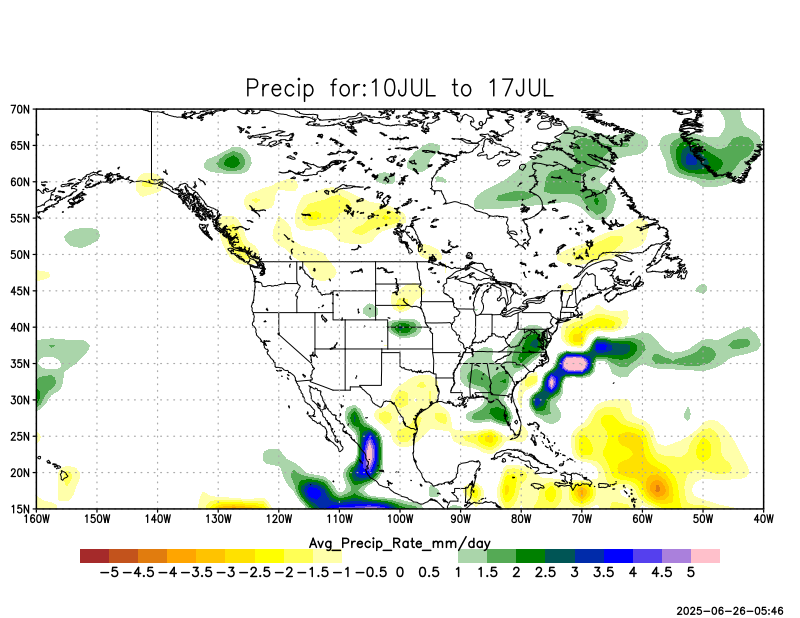 Precip for:10JUL to 17JUL
70N
65N
60N
55N
50N
45N
40N
35N
30N
25N
20N
15N
160W 150W 140W 130W 120W 110W 100W 90W 80W 70W 60W 50W 40W
Avg_Precip_Rate_mm/day
-5 -4.5 -4 -3.5 -3 -2.5 -2 -1.5 -1 -0.5 0 0.5 1 1.5 2 2.5 3 3.5 4 4.5 5
2025-06-26-05:46